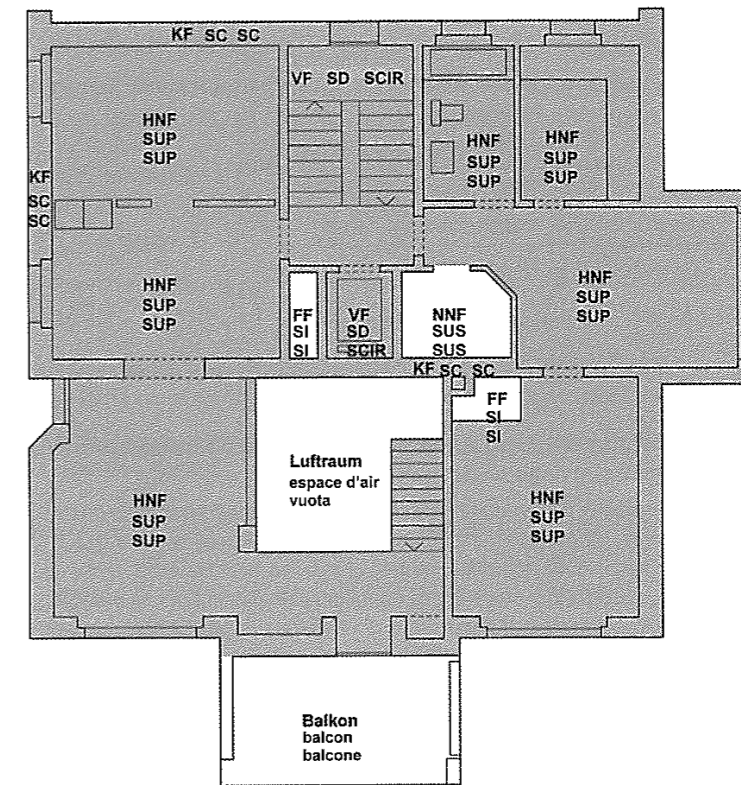 KF SC SC
VF SD SCIR
HNF
SUP
SUP
HNF
SUP
SUP
HNF
SUP
SUP
KF
SC
SC
HNF
SUP
SUP
HNF
SUP
SUP
FF
SI
SI
VF
SD
SCIR
NNF
SUS
SUS
KF SC SC
FF
SI
SI
Luftraum
espace d'air
vuota
HNF
SUP
SUP
HNF
SUP
SUP
Balkon
balcon
balcone